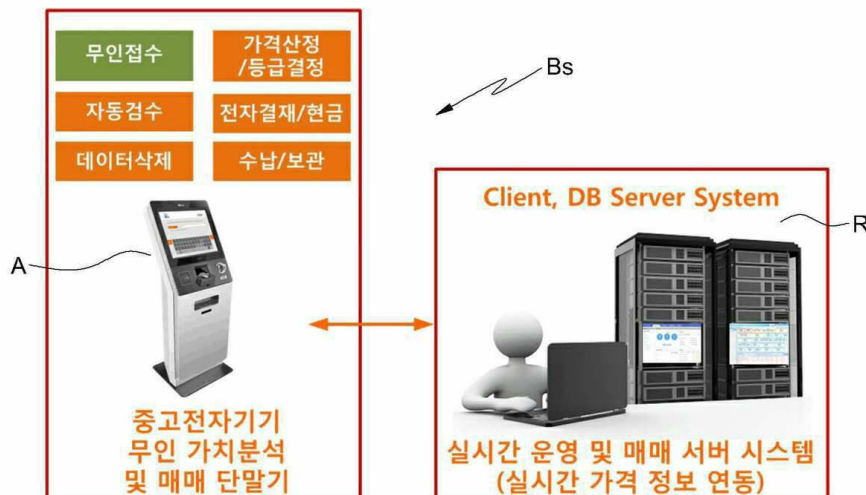 무인접수
가격산정
/등급결정
자동검수
전자결재/현금
데이터삭제
수납/보관
Bs
A
중고전자기기
무인 가치분석
및 매매 단말기
Client, DB Server System
R
실시간 운영 및 매매 서버 시스템
(실시간 가격 정보 연동)